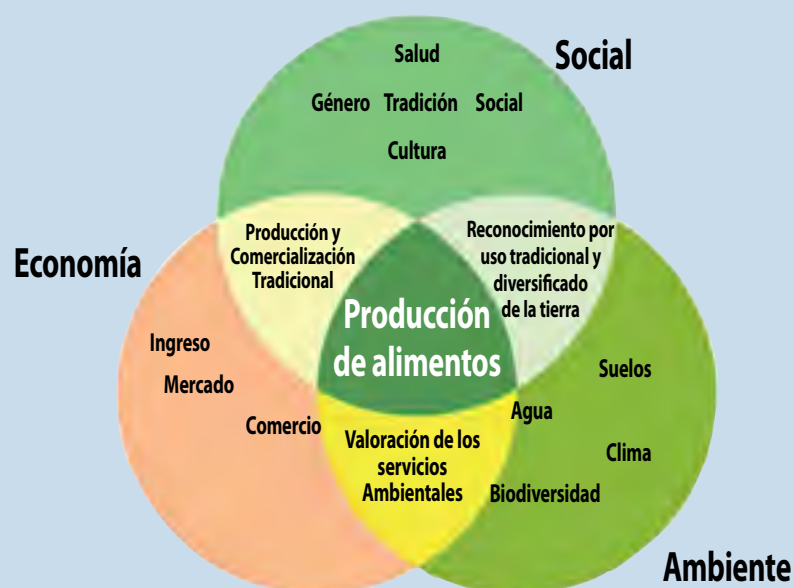 Social
Salud
Género Tradición Social
Cultura
Economía
Producción y
Comercialización
Tradicional
Reconocimiento por
uso tradicional y
diversificado
de la tierra
Producción
de alimentos
Ingreso
Mercado
Comercio
Valoración de los
servicios
Ambientales
Suelos
Agua
Clima
Biodiversidad
Ambiente